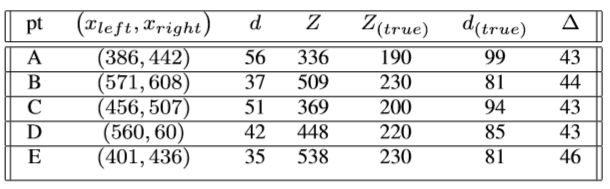 pt (x_left, x_right) d Z Z_(true) d_(true) Δ
A (386, 442) 56 336 190 99 43
B (571, 608) 37 509 230 81 44
C (456, 507) 51 369 200 94 43
D (560, 60) 42 448 220 85 43
E (401, 436) 35 538 230 81 46